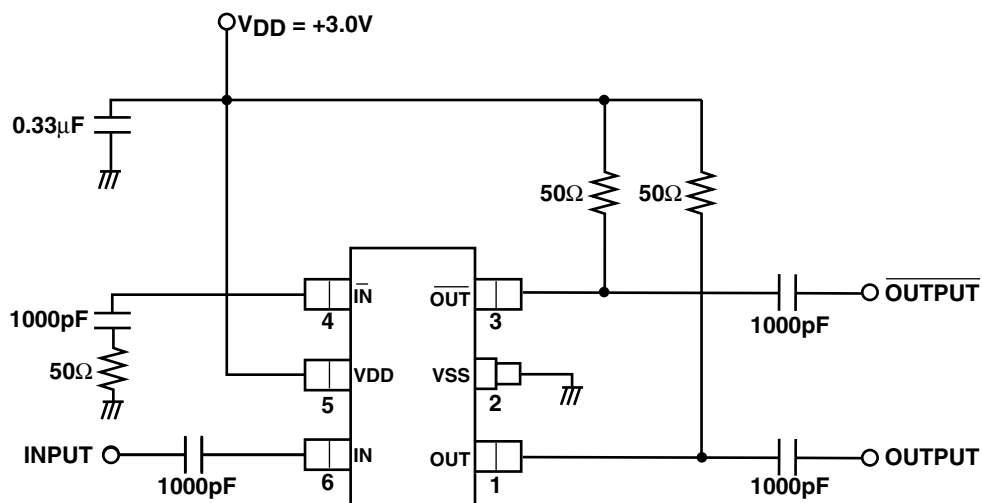 VDD = +3.0V
0.33μF
50Ω
50Ω
IN
OUT
4
3
OUTPUT
1000pF
1000pF
50Ω
VDD
VSS
5
2
INPUT
IN
OUT
OUTPUT
6
1
1000pF
1000pF